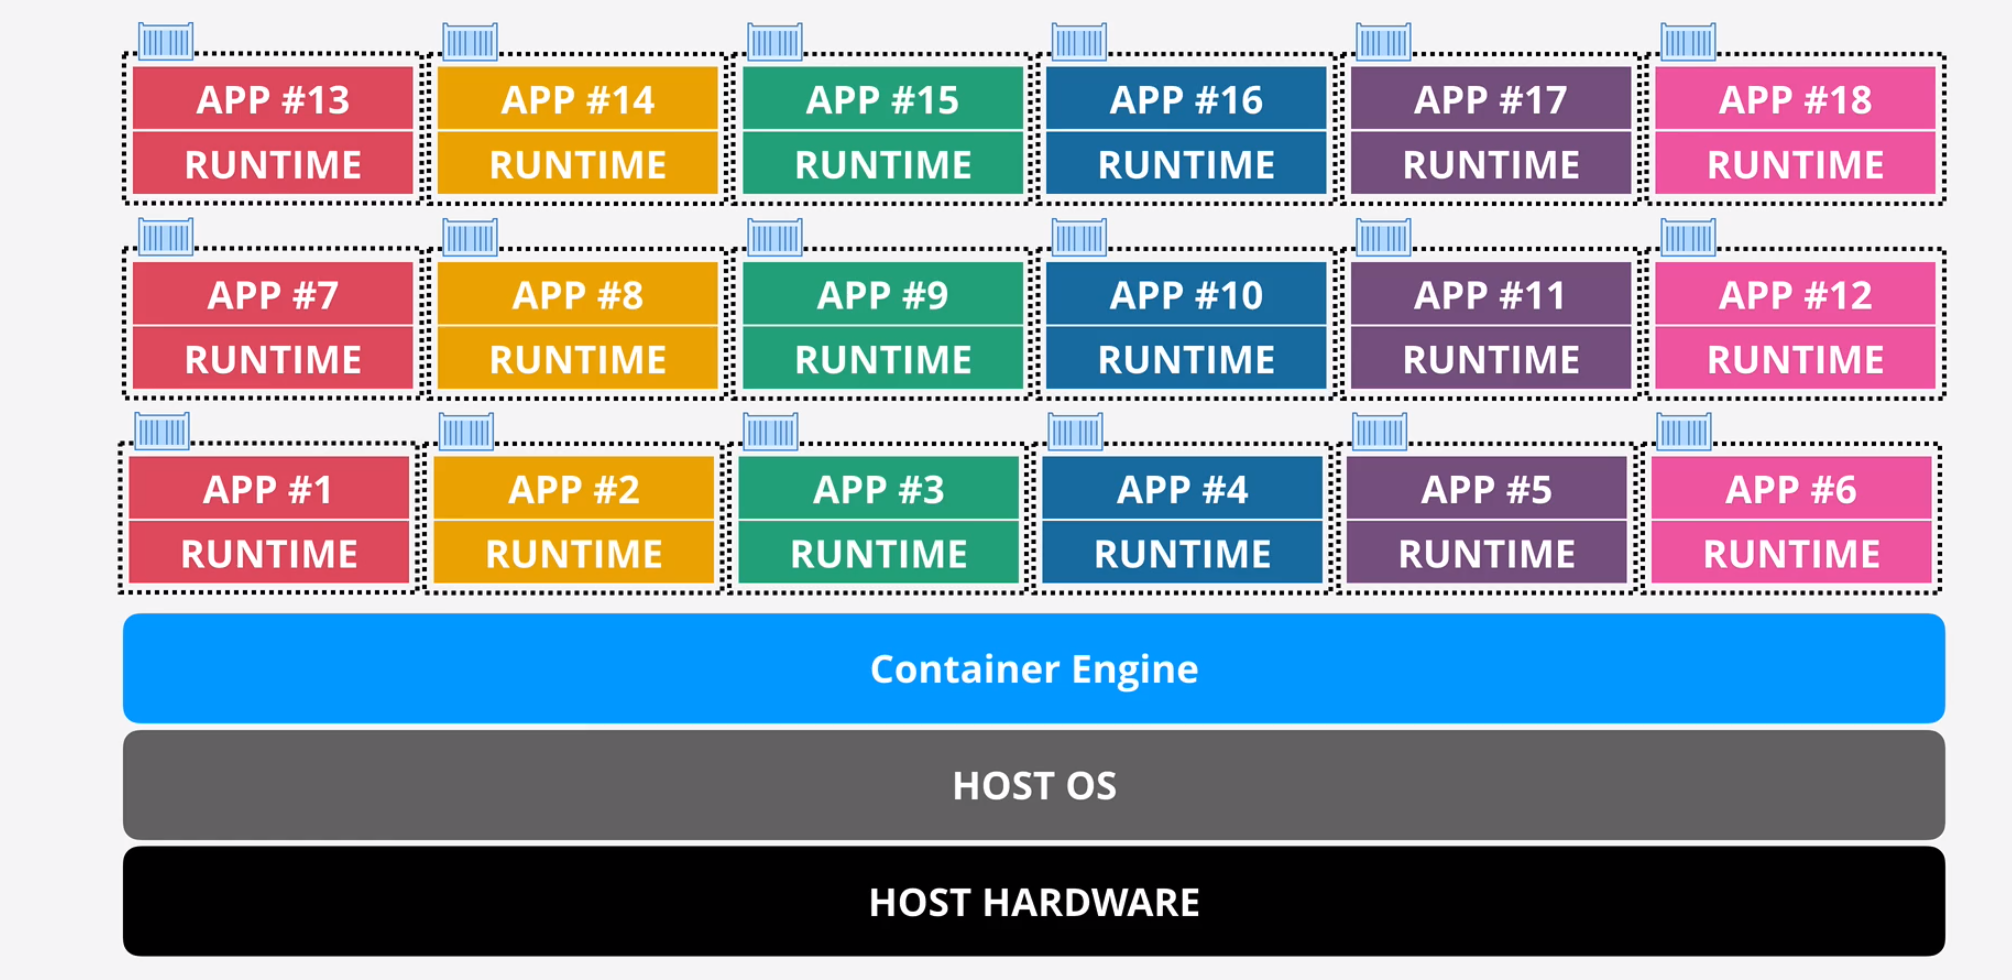 APP #13
RUNTIME
APP #14
RUNTIME
APP #15
RUNTIME
APP #16
RUNTIME
APP #17
RUNTIME
APP #18
RUNTIME
APP #7
RUNTIME
APP #8
RUNTIME
APP #9
RUNTIME
APP #10
RUNTIME
APP #11
RUNTIME
APP #12
RUNTIME
APP #1
RUNTIME
APP #2
RUNTIME
APP #3
RUNTIME
APP #4
RUNTIME
APP #5
RUNTIME
APP #6
RUNTIME
Container Engine
HOST OS
HOST HARDWARE